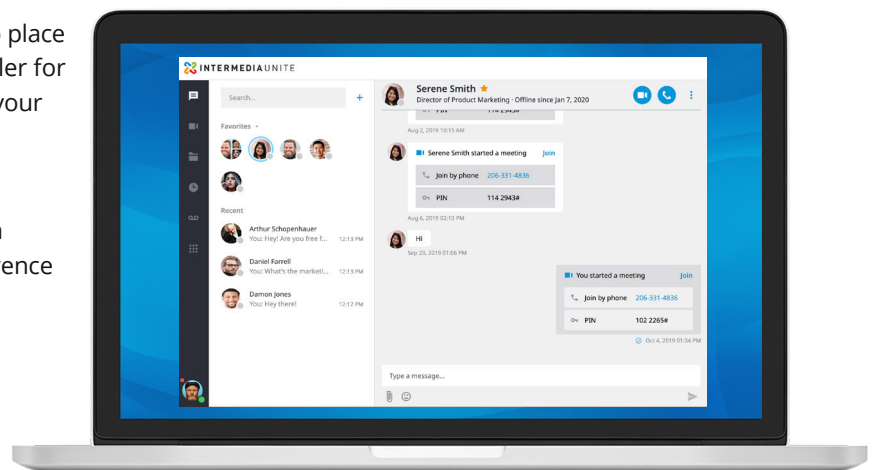 place
ler for
your
ence
INTERMEDIAUNITE
Search...
+
Favorites
Recent
Arthur Schopenhauer
You: Hey! Are you free f... 12:13 PM
Daniel Farrell
You: What's the marketi... 12:13 PM
Damon Jones
You: Hey there! 12:12 PM
Serene Smith
Director of Product Marketing · Offline since Jan 7, 2020
Aug 2, 2019 10:15 AM
Serene Smith started a meeting Join
Join by phone 206-331-4836
PIN 114 2943#
Aug 6, 2019 02:10 PM
Hi
Sep 23, 2019 01:06 PM
You started a meeting Join
Join by phone 206-331-4836
PIN 102 2265#
Oct 4, 2019 01:34 PM
Type a message...